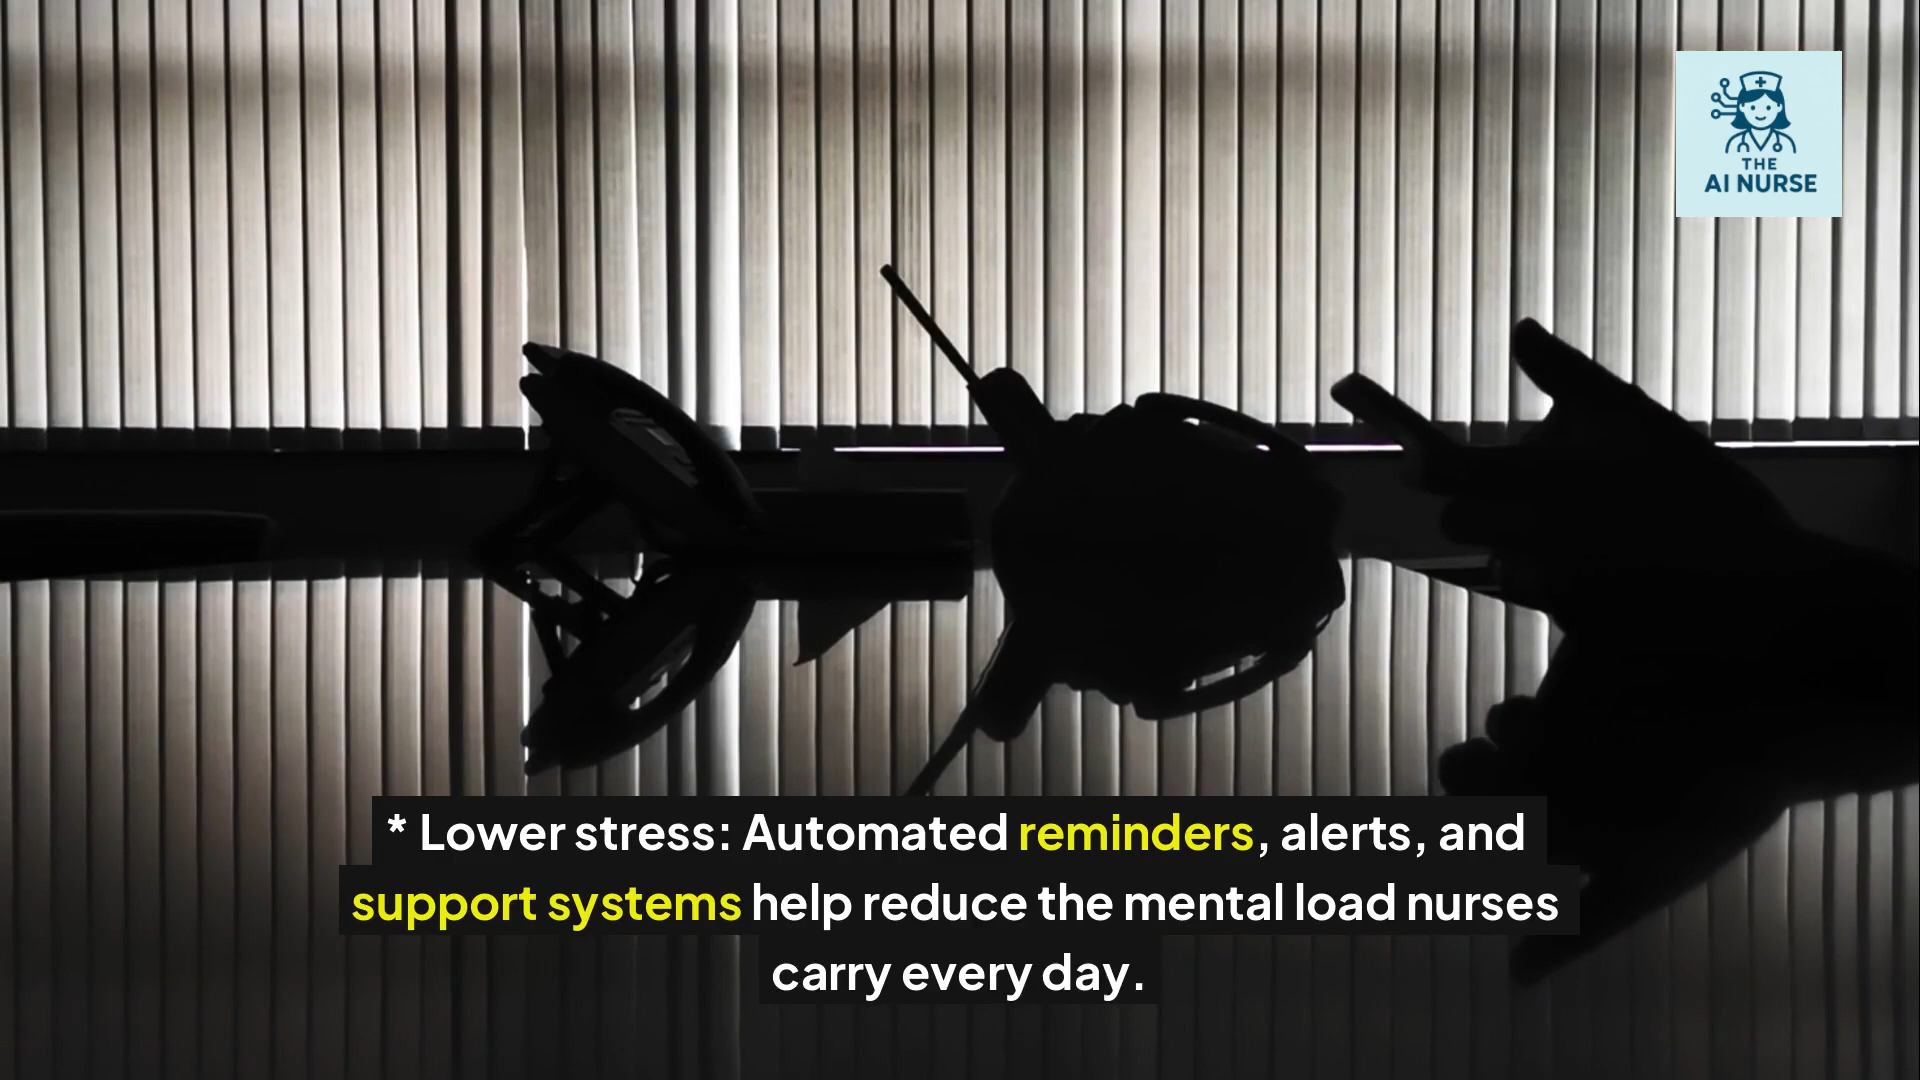 THE
AI NURSE
* Lower stress: Automated reminders, alerts, and
support systems help reduce the mental load nurses
carry every day.